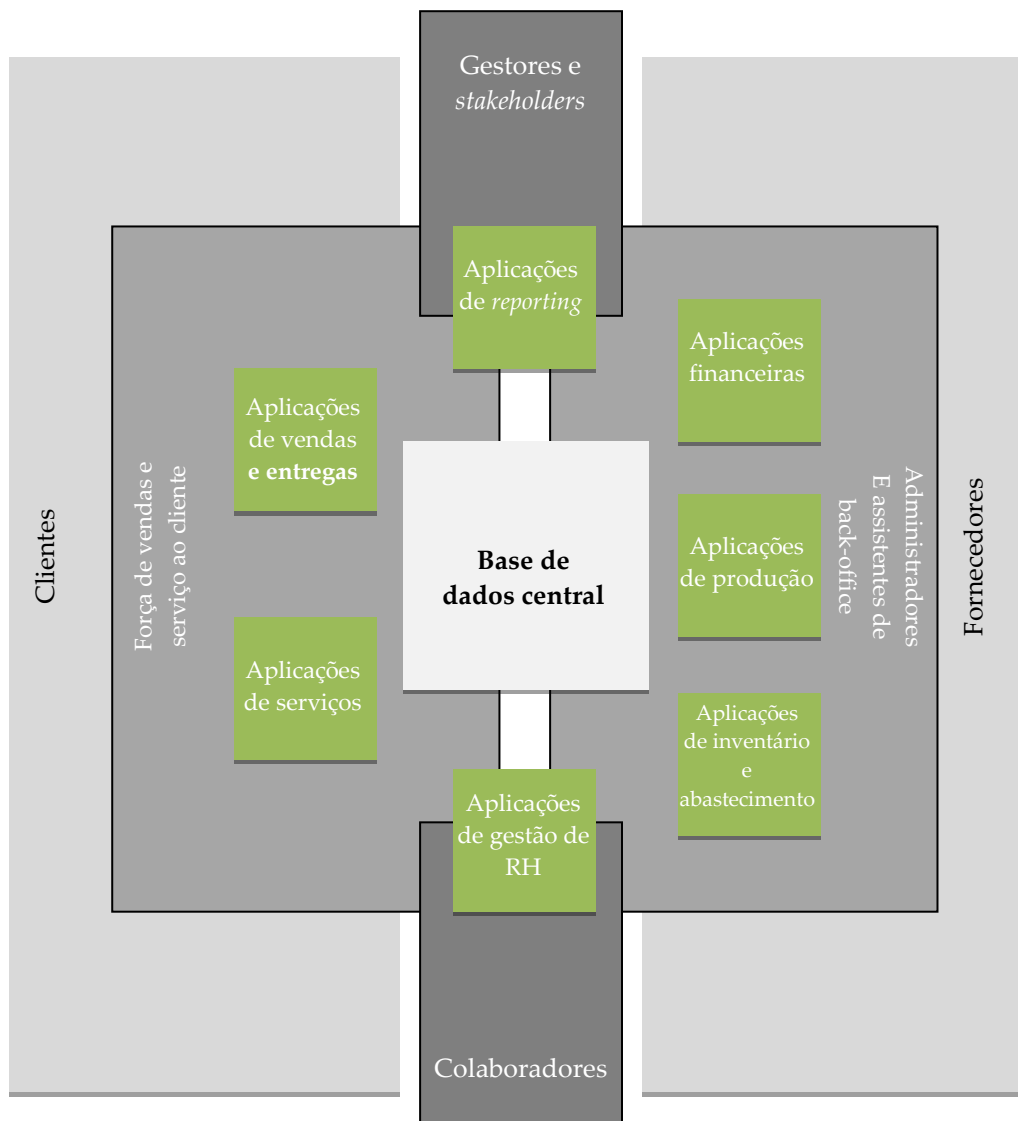 Gestores e
stakeholders
Aplicações
de reporting
Aplicações
financeiras
Aplicações
de vendas
e entregas
Clientes
Força de vendas e
serviço ao cliente
Base de
dados central
Aplicações
de produção
Administradores
E assistentes de
back-office
Fornecedores
Aplicações
de serviços
Aplicações
de inventário
e
abastecimento
Aplicações
de gestão de
RH
Colaboradores